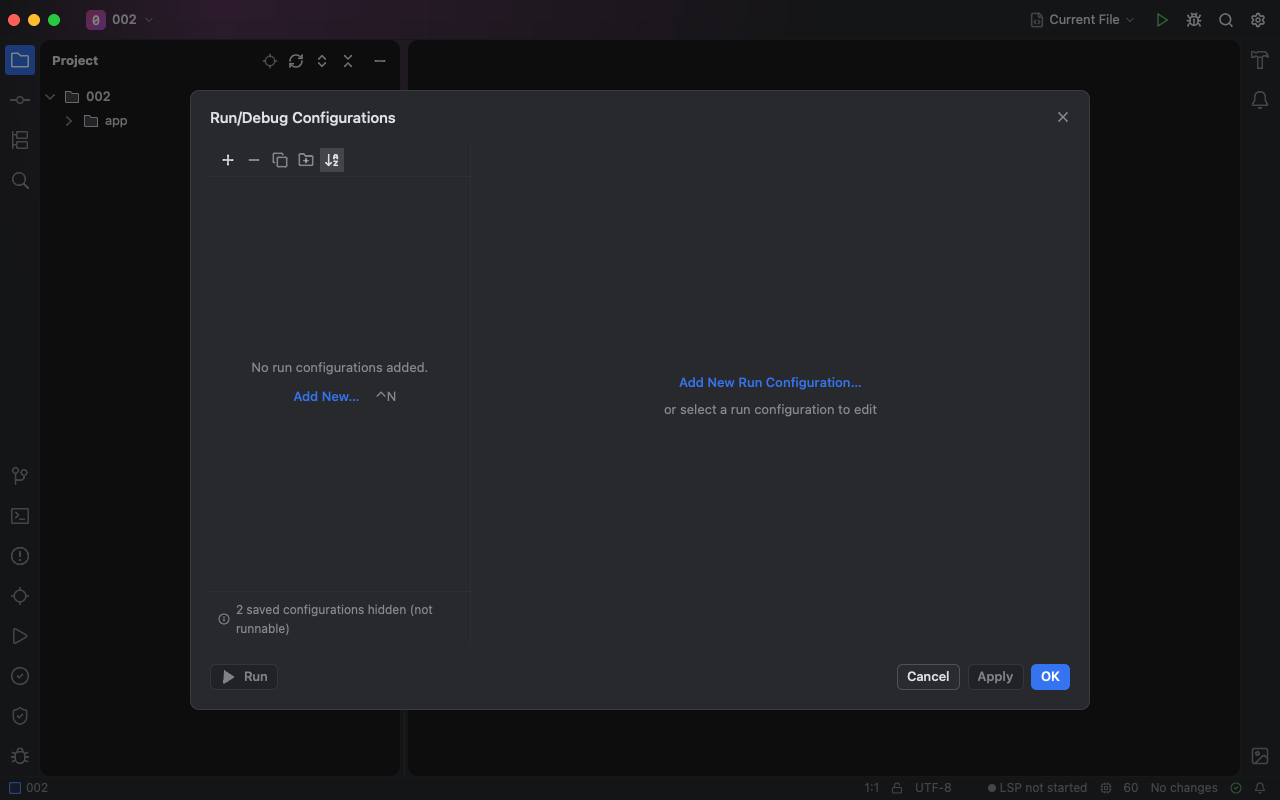 0 002
Current File
Project
002
app
Run/Debug Configurations
No run configurations added.
Add New... ^N
Add New Run Configuration...
or select a run configuration to edit
2 saved configurations hidden (not
runnable)
Run
Cancel
Apply
OK
002
1:1
UTF-8
LSP not started
60
No changes